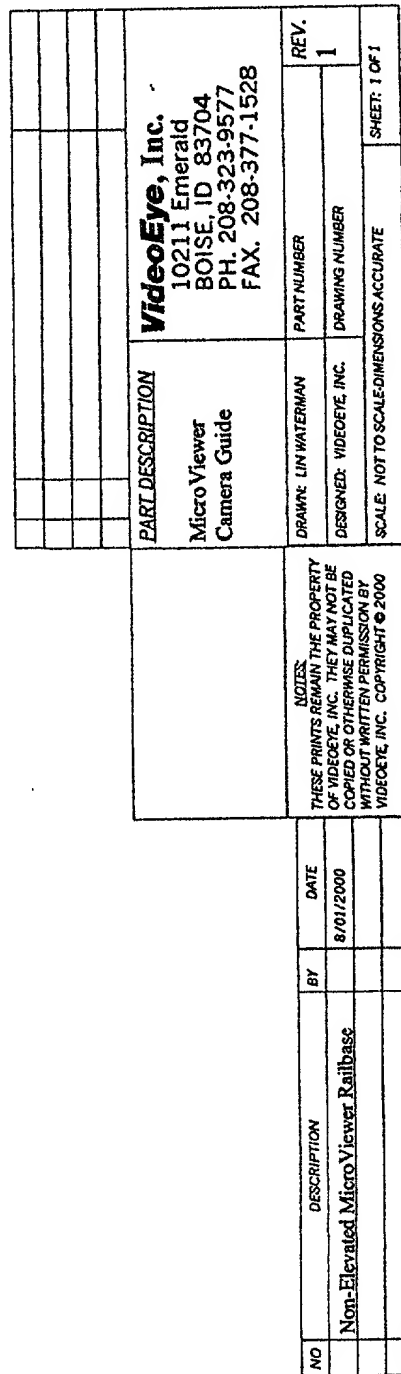 PART DESCRIPTION
MicroViewer
Camera Guide
VideoEye, Inc.
10211 Emerald
BOISE, ID 83704
PH. 208-323-9577
FAX. 208-377-1528
NOTES:
THESE PRINTS REMAIN THE PROPERTY
OF VIDEOEYE, INC. THEY MAY NOT BE
COPIED OR OTHERWISE DUPLICATED
WITHOUT WRITTEN PERMISSION BY
VIDEOEYE, INC. COPYRIGHT © 2000
DRAWN: LIN WATERMAN
PART NUMBER
REV.
1
DESIGNED: VIDEOEYE, INC.
DRAWING NUMBER
SCALE: NOT TO SCALE-DIMENSIONS ACCURATE
SHEET: 1 OF 1
NO
DESCRIPTION
BY
DATE
Non-Elevated MicroViewer Railbase
8/01/2000